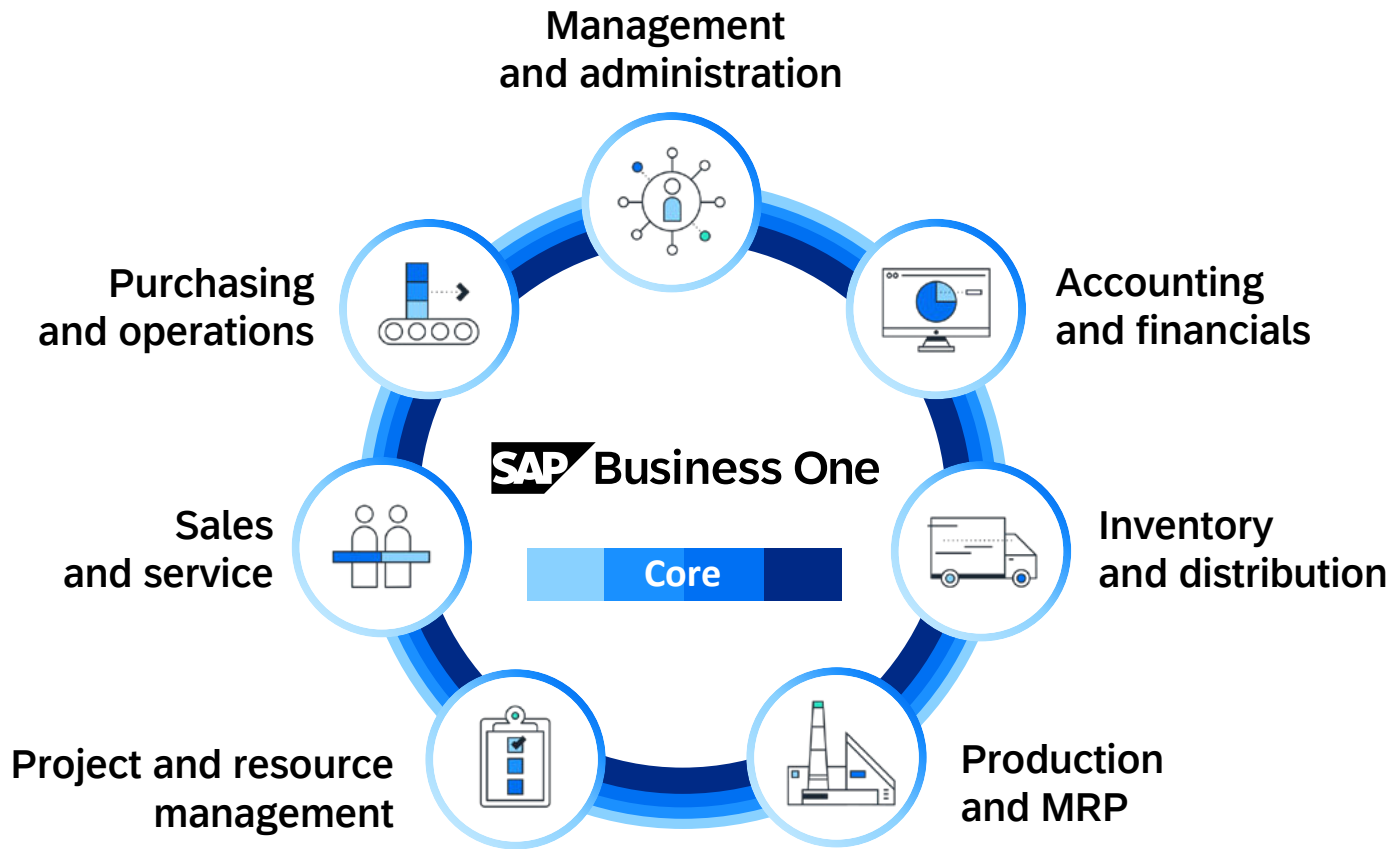 Management
and administration
Purchasing
and operations
Accounting
and financials
SAP Business One
Core
Sales
and service
Inventory
and distribution
Project and resource
management
Production
and MRP